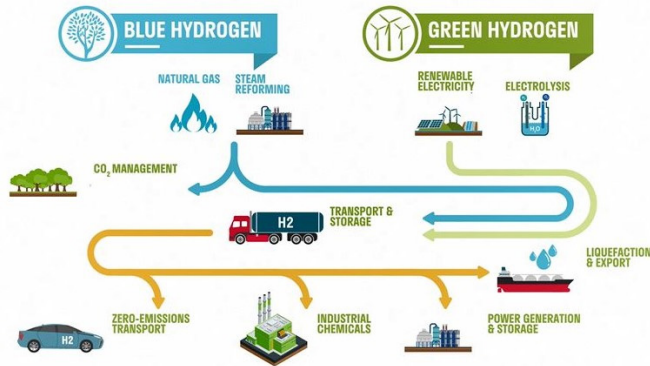 BLUE HYDROGEN
GREEN HYDROGEN
NATURAL GAS
STEAM
REFORMING
RENEWABLE
ELECTRICITY
ELECTROLYSIS
H₂O
CO₂ MANAGEMENT
H2
TRANSPORT &
STORAGE
LIQUEFACTION
& EXPORT
H2
ZERO-EMISSIONS
TRANSPORT
INDUSTRIAL
CHEMICALS
POWER GENERATION
& STORAGE